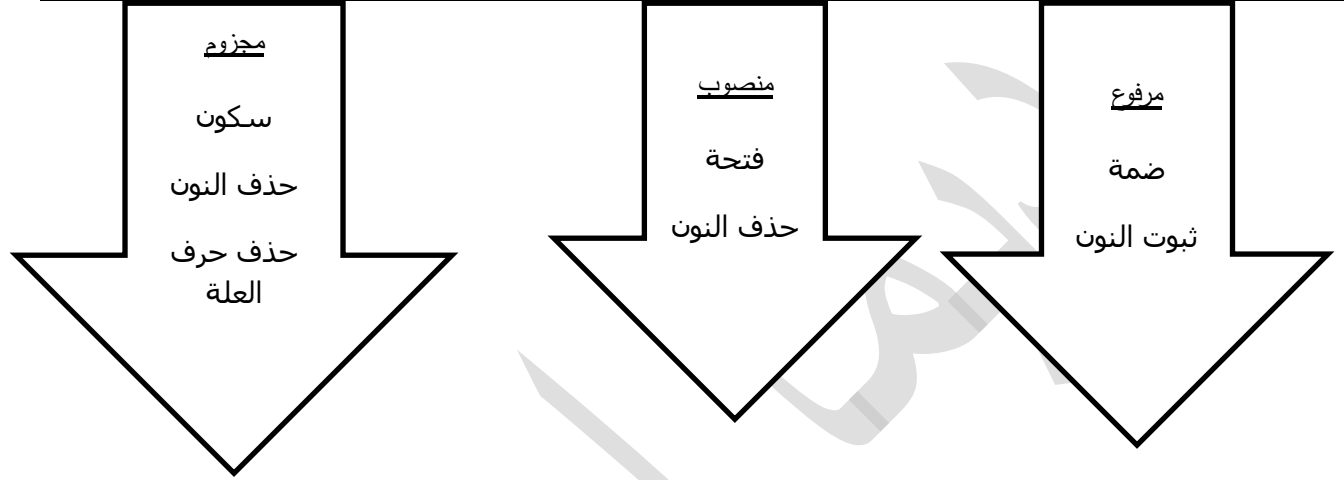 مرفوع
ضمة
ثبوت النون
منصوب
فتحة
حذف النون
مجزوم
سكون
حذف النون
حذف حرف
العلة